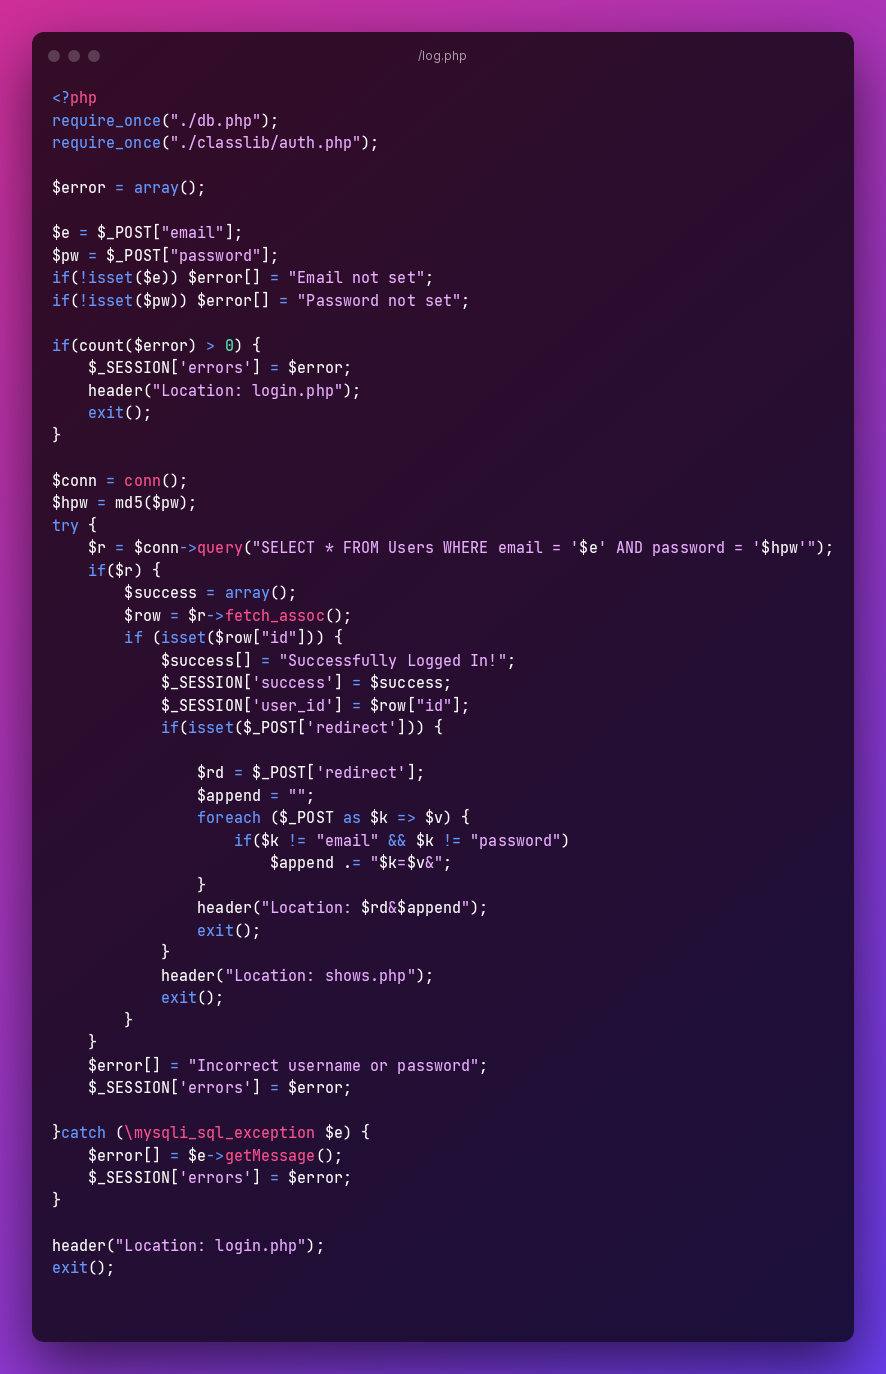 /log.php
<?php
require_once("./db.php");
require_once("./classlib/auth.php");

$error = array();

$e = $_POST["email"];
$pw = $_POST["password"];
if(!isset($e)) $error[] = "Email not set";
if(!isset($pw)) $error[] = "Password not set";

if(count($error) > 0) {
    $_SESSION['errors'] = $error;
    header("Location: login.php");
    exit();
}

$conn = conn();
$hpw = md5($pw);
try {
    $r = $conn->query("SELECT * FROM Users WHERE email = '$e' AND password = '$hpw'");
    if($r) {
        $success = array();
        $row = $r->fetch_assoc();
        if (isset($row["id"])) {
            $success[] = "Successfully Logged In!";
            $_SESSION['success'] = $success;
            $_SESSION['user_id'] = $row["id"];
            if(isset($_POST['redirect'])) {

                $rd = $_POST['redirect'];
                $append = "";
                foreach ($_POST as $k => $v) {
                    if($k != "email" && $k != "password")
                        $append .= "$k=$v&";
                }
                header("Location: $rd&$append");
                exit();
            }
            header("Location: shows.php");
            exit();
        }
    }
    $error[] = "Incorrect username or password";
    $_SESSION['errors'] = $error;

}catch (\mysqli_sql_exception $e) {
    $error[] = $e->getMessage();
    $_SESSION['errors'] = $error;
}

header("Location: login.php");
exit();